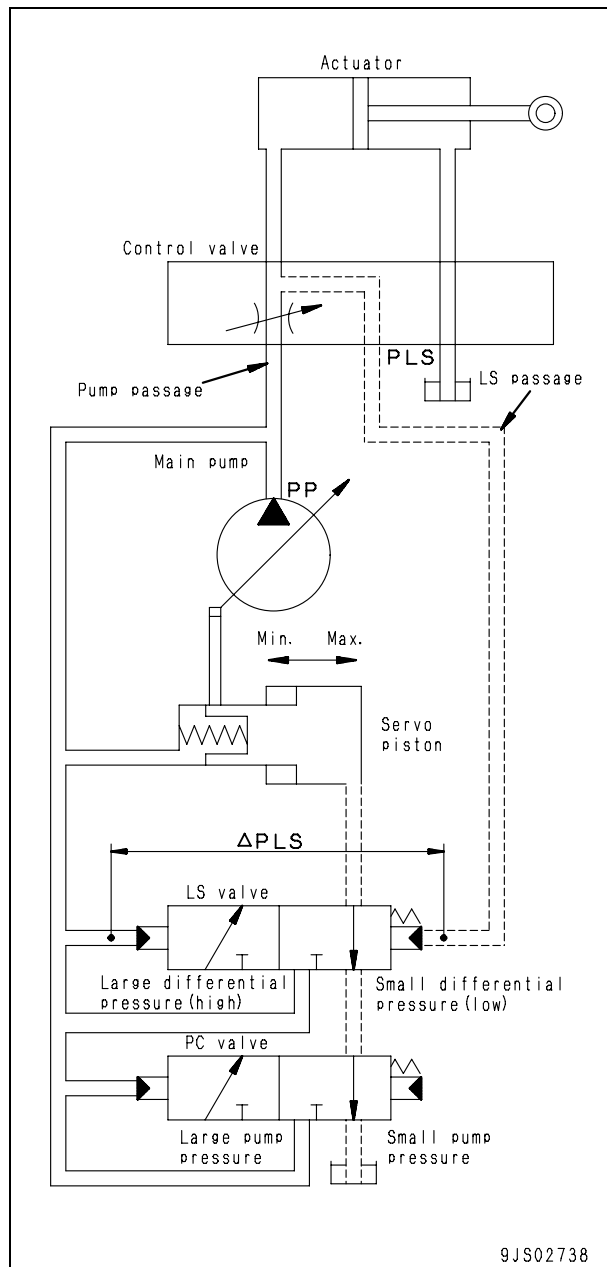 Actuator
Control valve
PLS
Pump passage
LS passage
Main pump
PP
Min. Max.
Servo
piston
ΔPLS
LS valve
Large differential
pressure(high)
Small differential
pressure(low)
PC valve
Large pump
pressure
Small pump
pressure
9JS02738